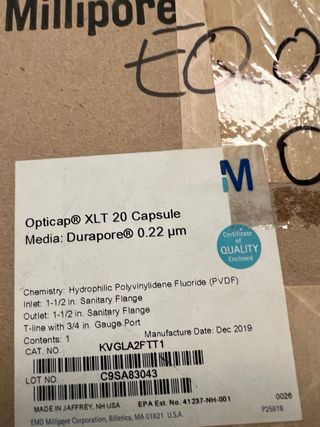 Millipore
EO
Opticap® XLT 20 Capsule
Media: Durapore® 0.22 µm
M
Certificate
of
QUALITY
Enclosed
Chemistry: Hydrophilic Polyvinylidene Fluoride (PVDF)
Inlet: 1-1/2 in. Sanitary Flange
Outlet: 1-1/2 in. Sanitary Flange
T-line with 3/4 in. Gauge Port
Contents: 1 Manufacture Date: Dec 2019
CAT. NO. KVGLA2FTT1
LOT NO. C9SA83043
MADE IN JAFFREY, NH USA EPA Est. No. 41237-NH-001 0026
EMD Millipore Corporation, Billerica, MA 01821 U.S.A. P25818